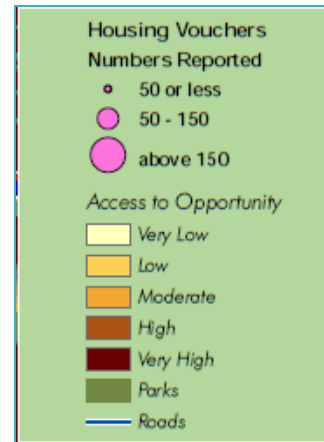 Housing Vouchers
Numbers Reported
50 or less
50 - 150
above 150
Access to Opportunity
Very Low
Low
Moderate
High
Very High
Parks
Roads